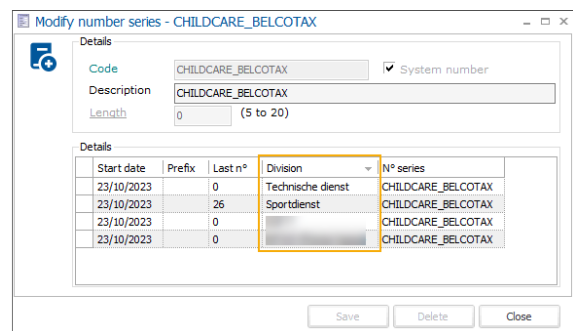 Modify number series - CHILDCARE_BELCOTAX
Details
Code CHILDCARE_BELCOTAX System number
Description CHILDCARE_BELCOTAX
Length 0 (5 to 20)
Details
Start date Prefix Last n° Division N° series
23/10/2023 0 Technische dienst CHILDCARE_BELCOTAX
23/10/2023 26 Sportdienst CHILDCARE_BELCOTAX
23/10/2023 0 CHILDCARE_BELCOTAX
23/10/2023 0 CHILDCARE_BELCOTAX
Save Delete Close